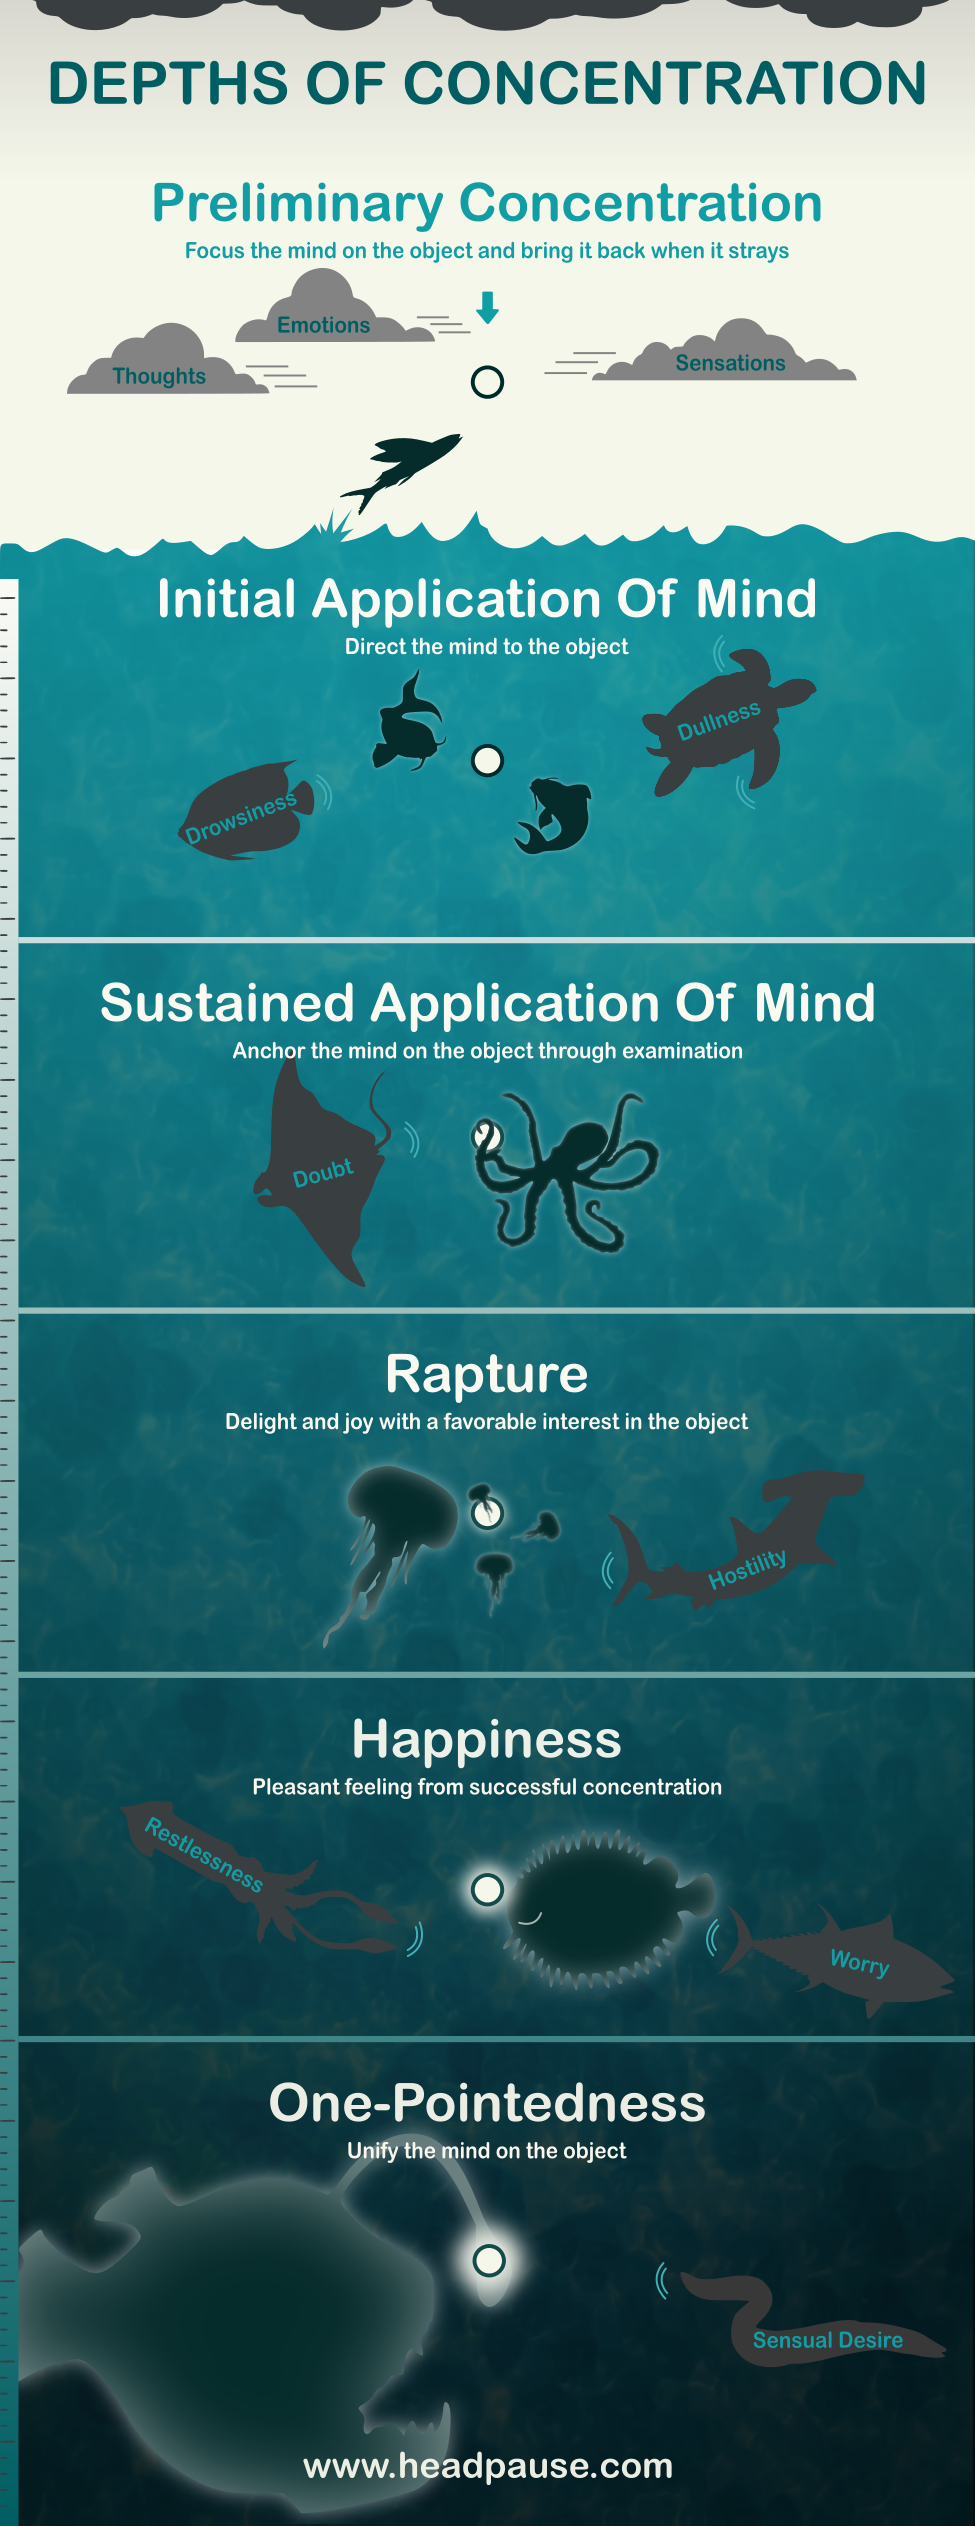 DEPTHS OF CONCENTRATION
Preliminary Concentration
Focus the mind on the object and bring it back when it strays
Emotions
Thoughts
Sensations
Initial Application Of Mind
Direct the mind to the object
Dullness
Drowsiness
Sustained Application Of Mind
Anchor the mind on the object through examination
Doubt
Rapture
Delight and joy with a favorable interest in the object
Hostility
Happiness
Pleasant feeling from successful concentration
Restlessness
Worry
One-Pointedness
Unify the mind on the object
Sensual Desire
www.headpause.com